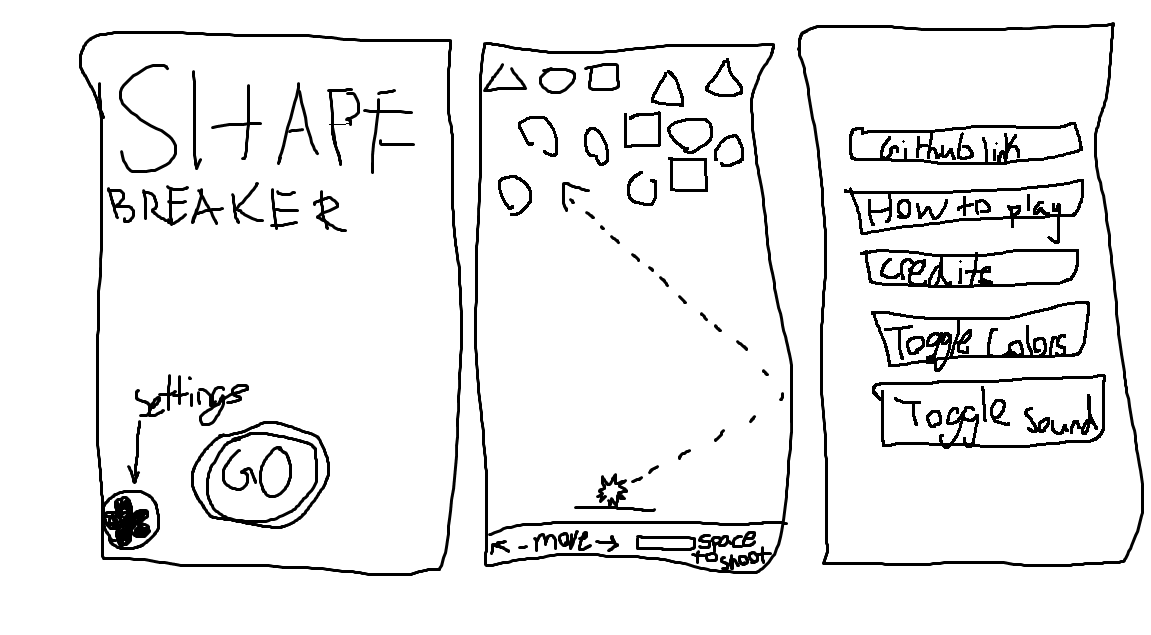 SHAPE
BREAKER
settings
GO
← - move → space
to shoot
Github link
How to play
credits
Toggle Colors
Toggle sound